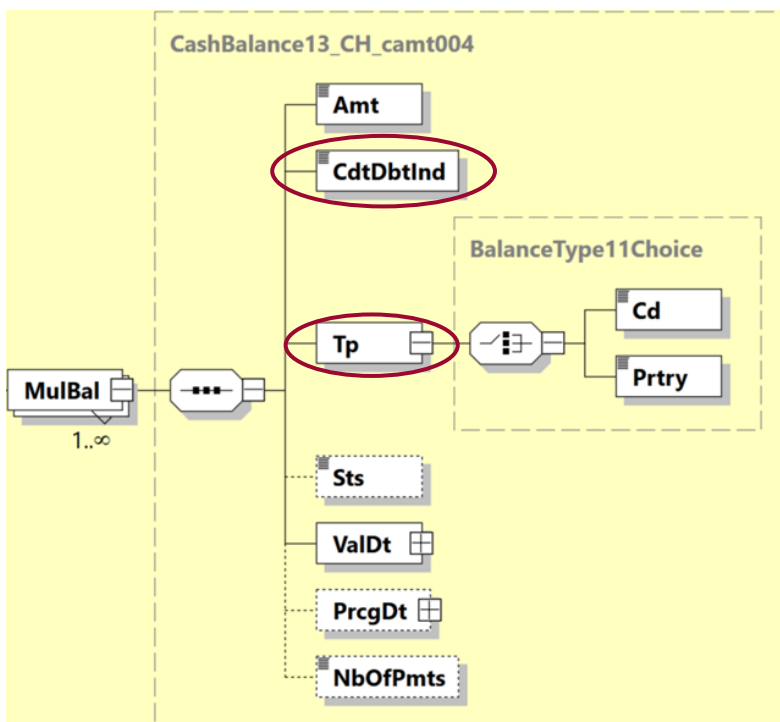 CashBalance13_CH_camt004
Amt
CdtDbtInd
BalanceType11Choice
Cd
Tp
Prtry
MulBal
1..∞
Sts
ValDt
PrcgDt
NbOfPmts